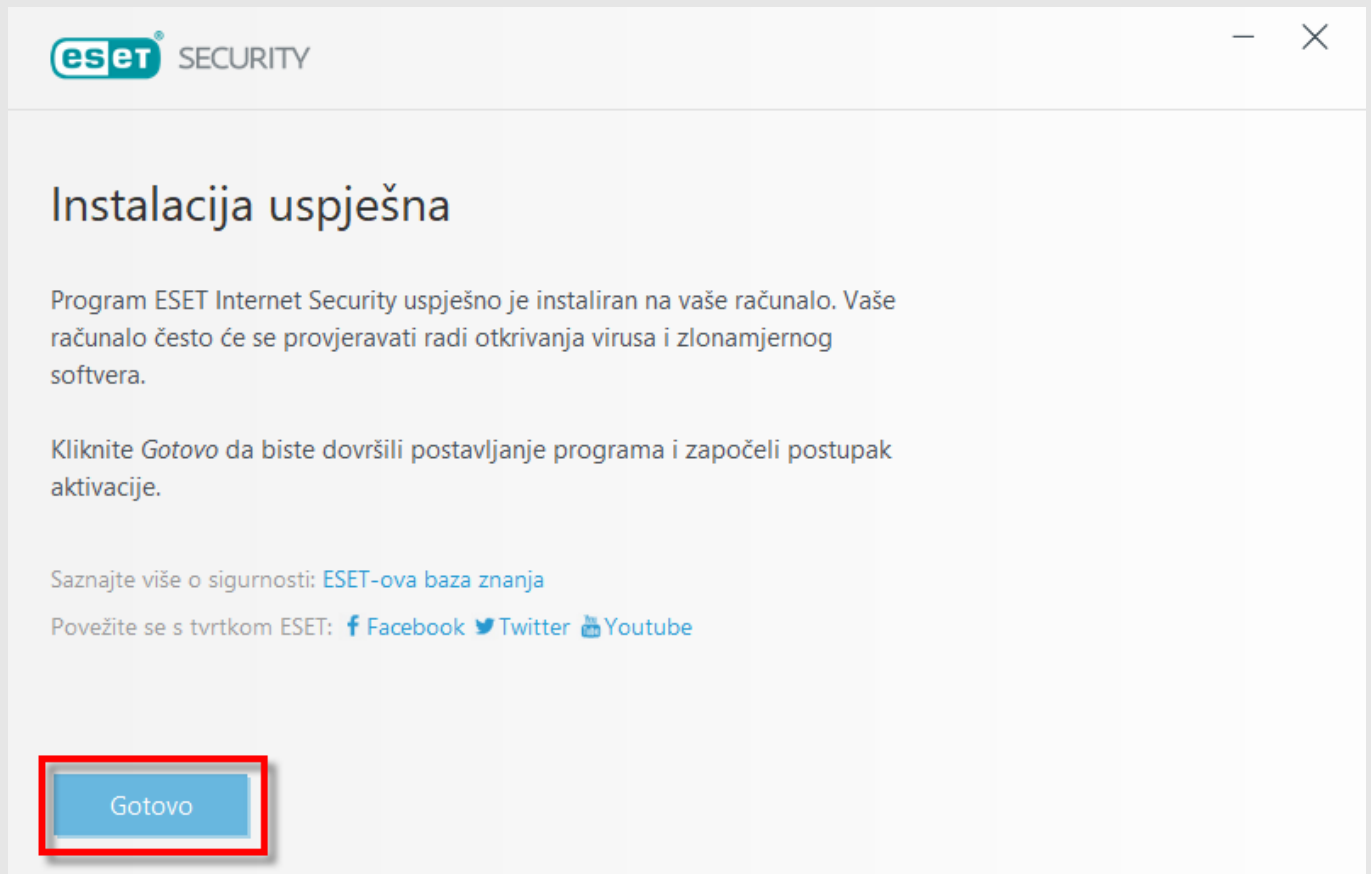 eset® SECURITY
Instalacija uspješna
Program ESET Internet Security uspješno je instaliran na vaše računalo. Vaše
računalo često će se provjeravati radi otkrivanja virusa i zlonamjernog
softvera.
Kliknite Gotovo da biste dovršili postavljanje programa i započeli postupak
aktivacije.
Saznajte više o sigurnosti: ESET-ova baza znanja
Povežite se s tvrtkom ESET: f Facebook Twitter Youtube
Gotovo